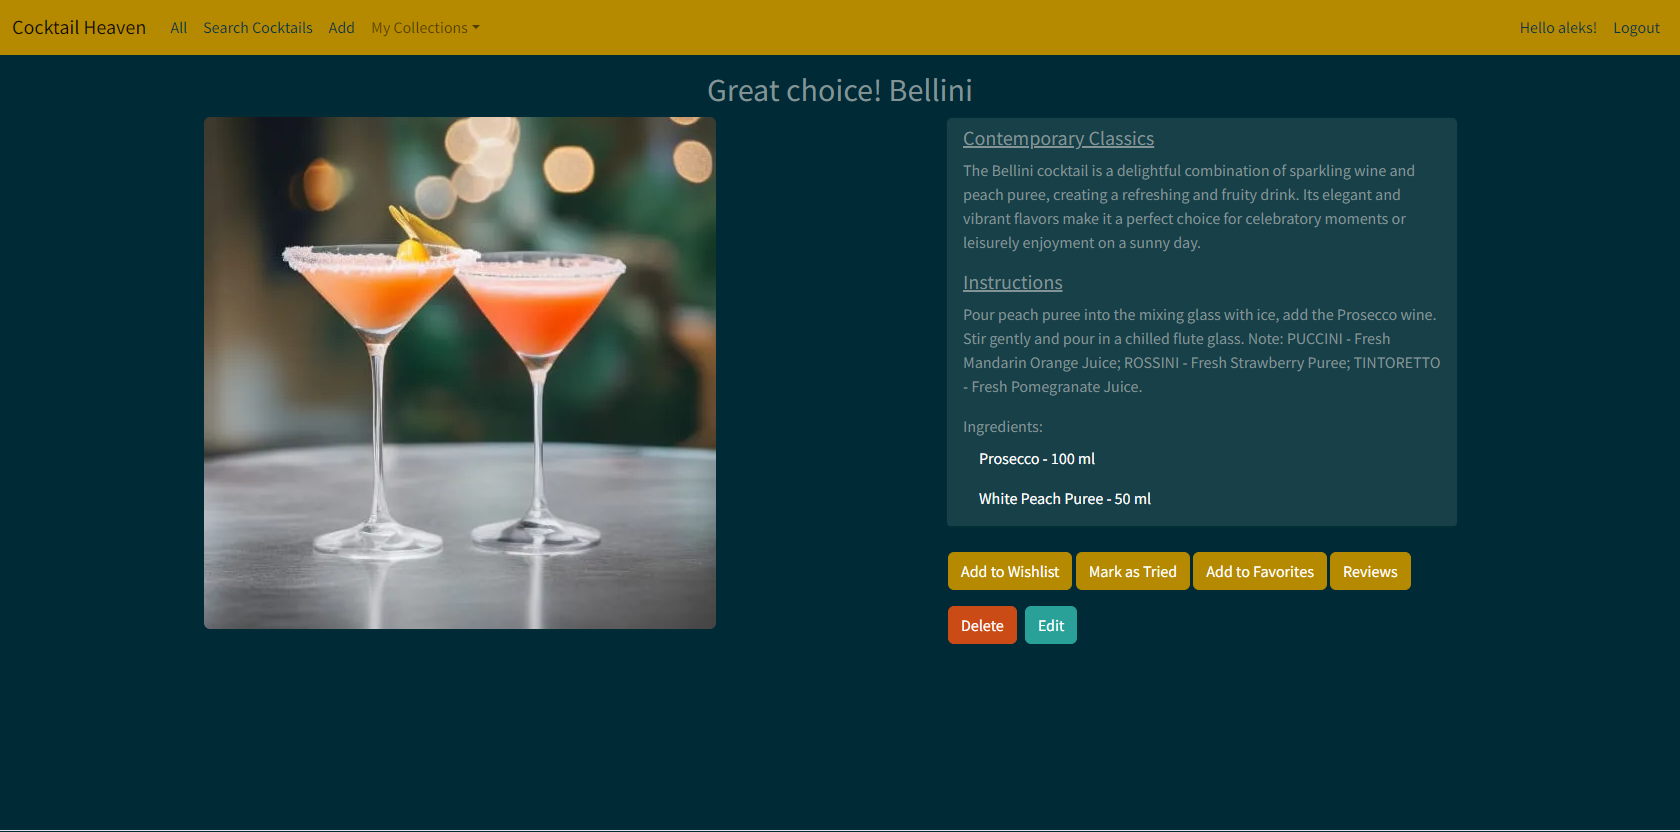 Cocktail Heaven All Search Cocktails Add My Collections Hello aleks! Logout
Great choice! Bellini
Contemporary Classics
The Bellini cocktail is a delightful combination of sparkling wine and
peach puree, creating a refreshing and fruity drink. Its elegant and
vibrant flavors make it a perfect choice for celebratory moments or
leisurely enjoyment on a sunny day.
Instructions
Pour peach puree into the mixing glass with ice, add the Prosecco wine.
Stir gently and pour in a chilled flute glass. Note: PUCCINI - Fresh
Mandarin Orange Juice; ROSSINI - Fresh Strawberry Puree; TINTORETTO
- Fresh Pomegranate Juice.
Ingredients:
Prosecco - 100 ml
White Peach Puree - 50 ml
Add to Wishlist Mark as Tried Add to Favorites Reviews
Delete Edit